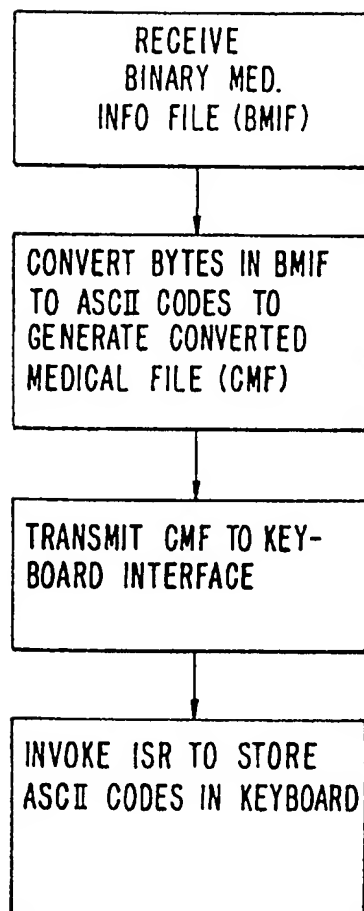 RECEIVE
BINARY MED.
INFO FILE (BMIF)
CONVERT BYTES IN BMIF
TO ASCII CODES TO
GENERATE CONVERTED
MEDICAL FILE (CMF)
TRANSMIT CMF TO KEY-
BOARD INTERFACE
INVOKE ISR TO STORE
ASCII CODES IN KEYBOARD